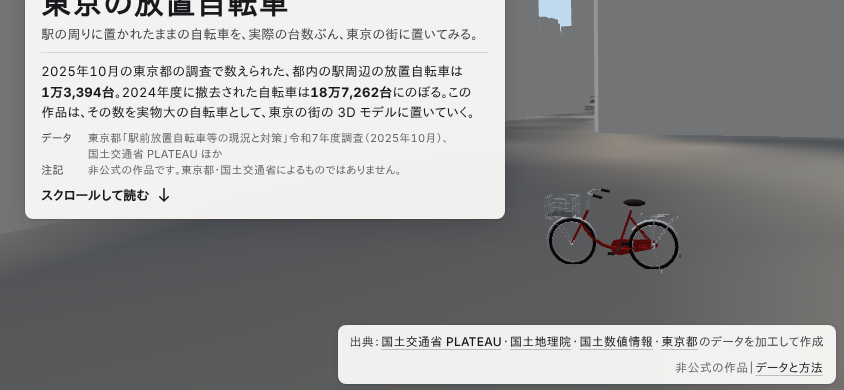 東京の放置自転車
駅の周りに置かれたままの自転車を、実際の台数ぶん、東京の街に置いてみる。
2025年10月の東京都の調査で数えられた、都内の駅周辺の放置自転車は
1万3,394台。2024年度に撤去された自転車は18万7,262台にのぼる。この
作品は、その数を実物大の自転車として、東京の街の 3D モデルに置いていく。
データ 東京都「駅前放置自転車等の現況と対策」令和7年度調査（2025年10月）、
国土交通省 PLATEAU ほか
注記 非公式の作品です。東京都・国土交通省によるものではありません。
スクロールして読む ↓
出典：国土交通省 PLATEAU・国土地理院・国土数値情報・東京都のデータを加工して作成
非公式の作品|データと方法